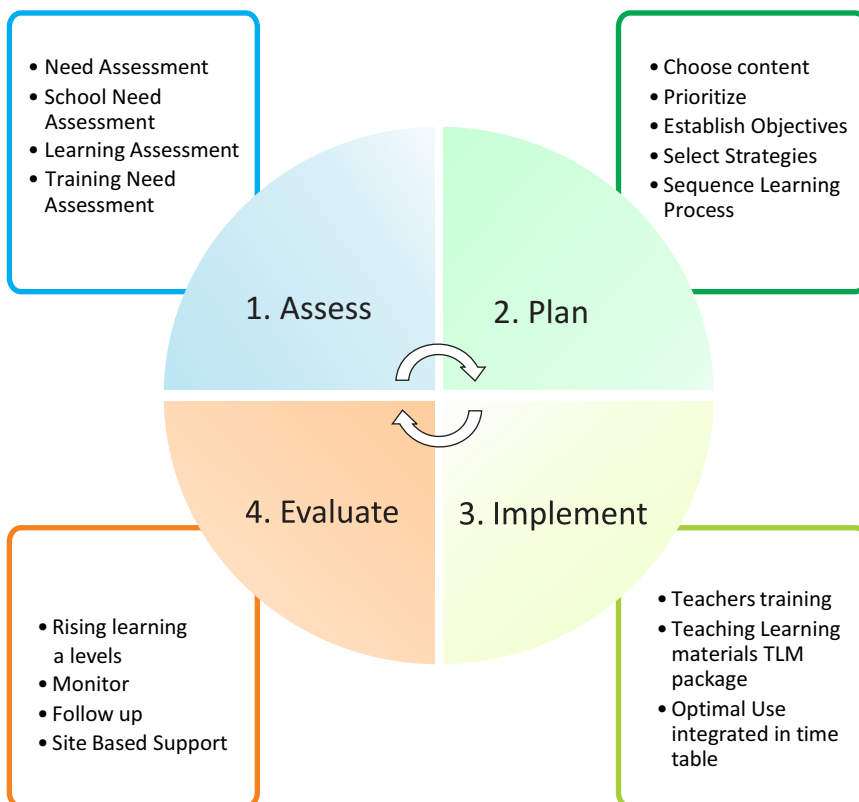 • Need Assessment
• School Need
Assessment
• Learning Assessment
• Training Need
Assessment
• Choose content
• Prioritize
• Establish Objectives
• Select Strategies
• Sequence Learning
Process
1. Assess
2. Plan
4. Evaluate
3. Implement
• Rising learning
a levels
• Monitor
• Follow up
• Site Based Support
• Teachers training
• Teaching Learning
materials TLM
package
• Optimal Use
integrated in time
table